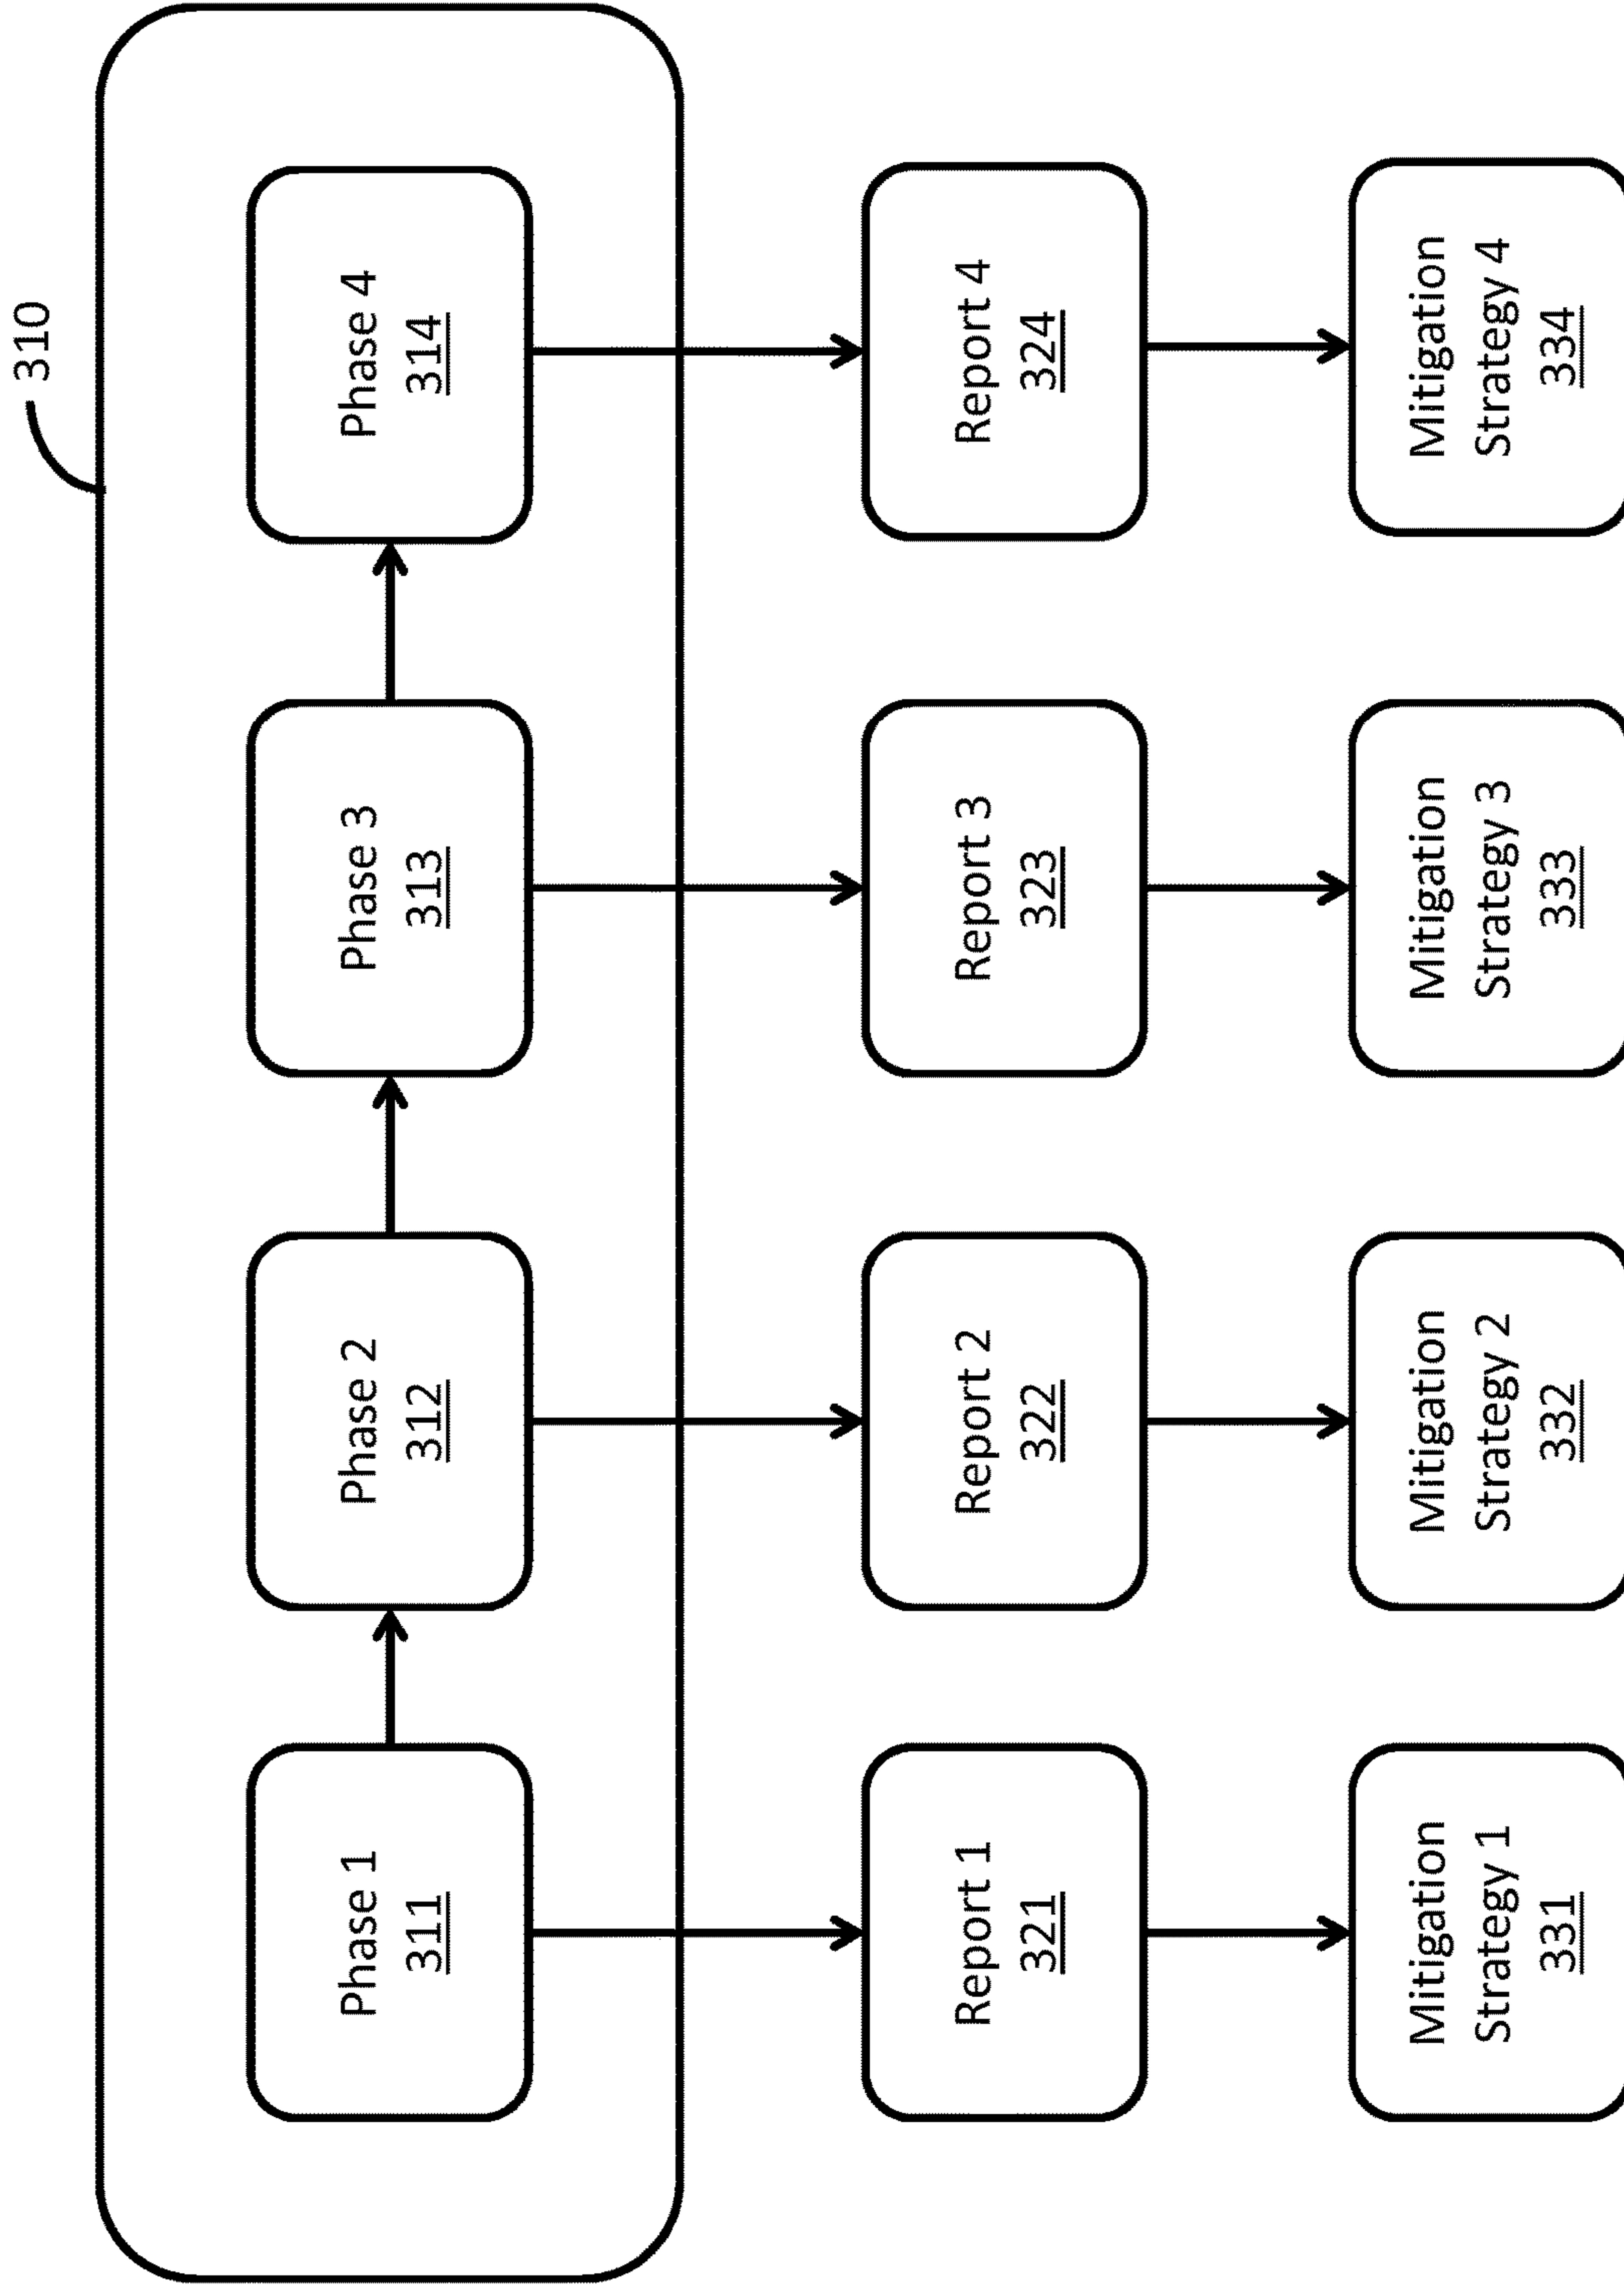 310
Phase 1
311
Phase 2
312
Phase 3
313
Phase 4
314
Report 1
321
Report 2
322
Report 3
323
Report 4
324
Mitigation
Strategy 1
331
Mitigation
Strategy 2
332
Mitigation
Strategy 3
333
Mitigation
Strategy 4
334